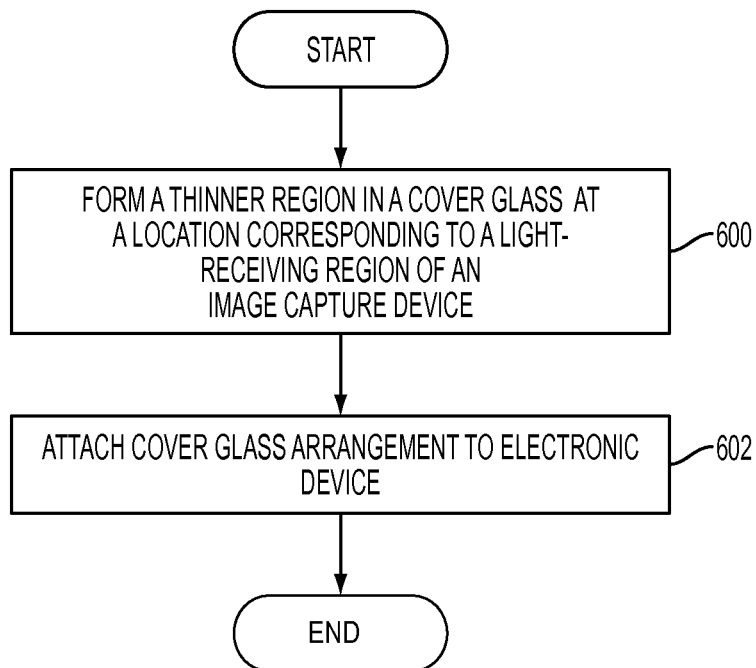 START
FORM A THINNER REGION IN A COVER GLASS AT
A LOCATION CORRESPONDING TO A LIGHT-
RECEIVING REGION OF AN
IMAGE CAPTURE DEVICE
600
ATTACH COVER GLASS ARRANGEMENT TO ELECTRONIC
DEVICE
602
END